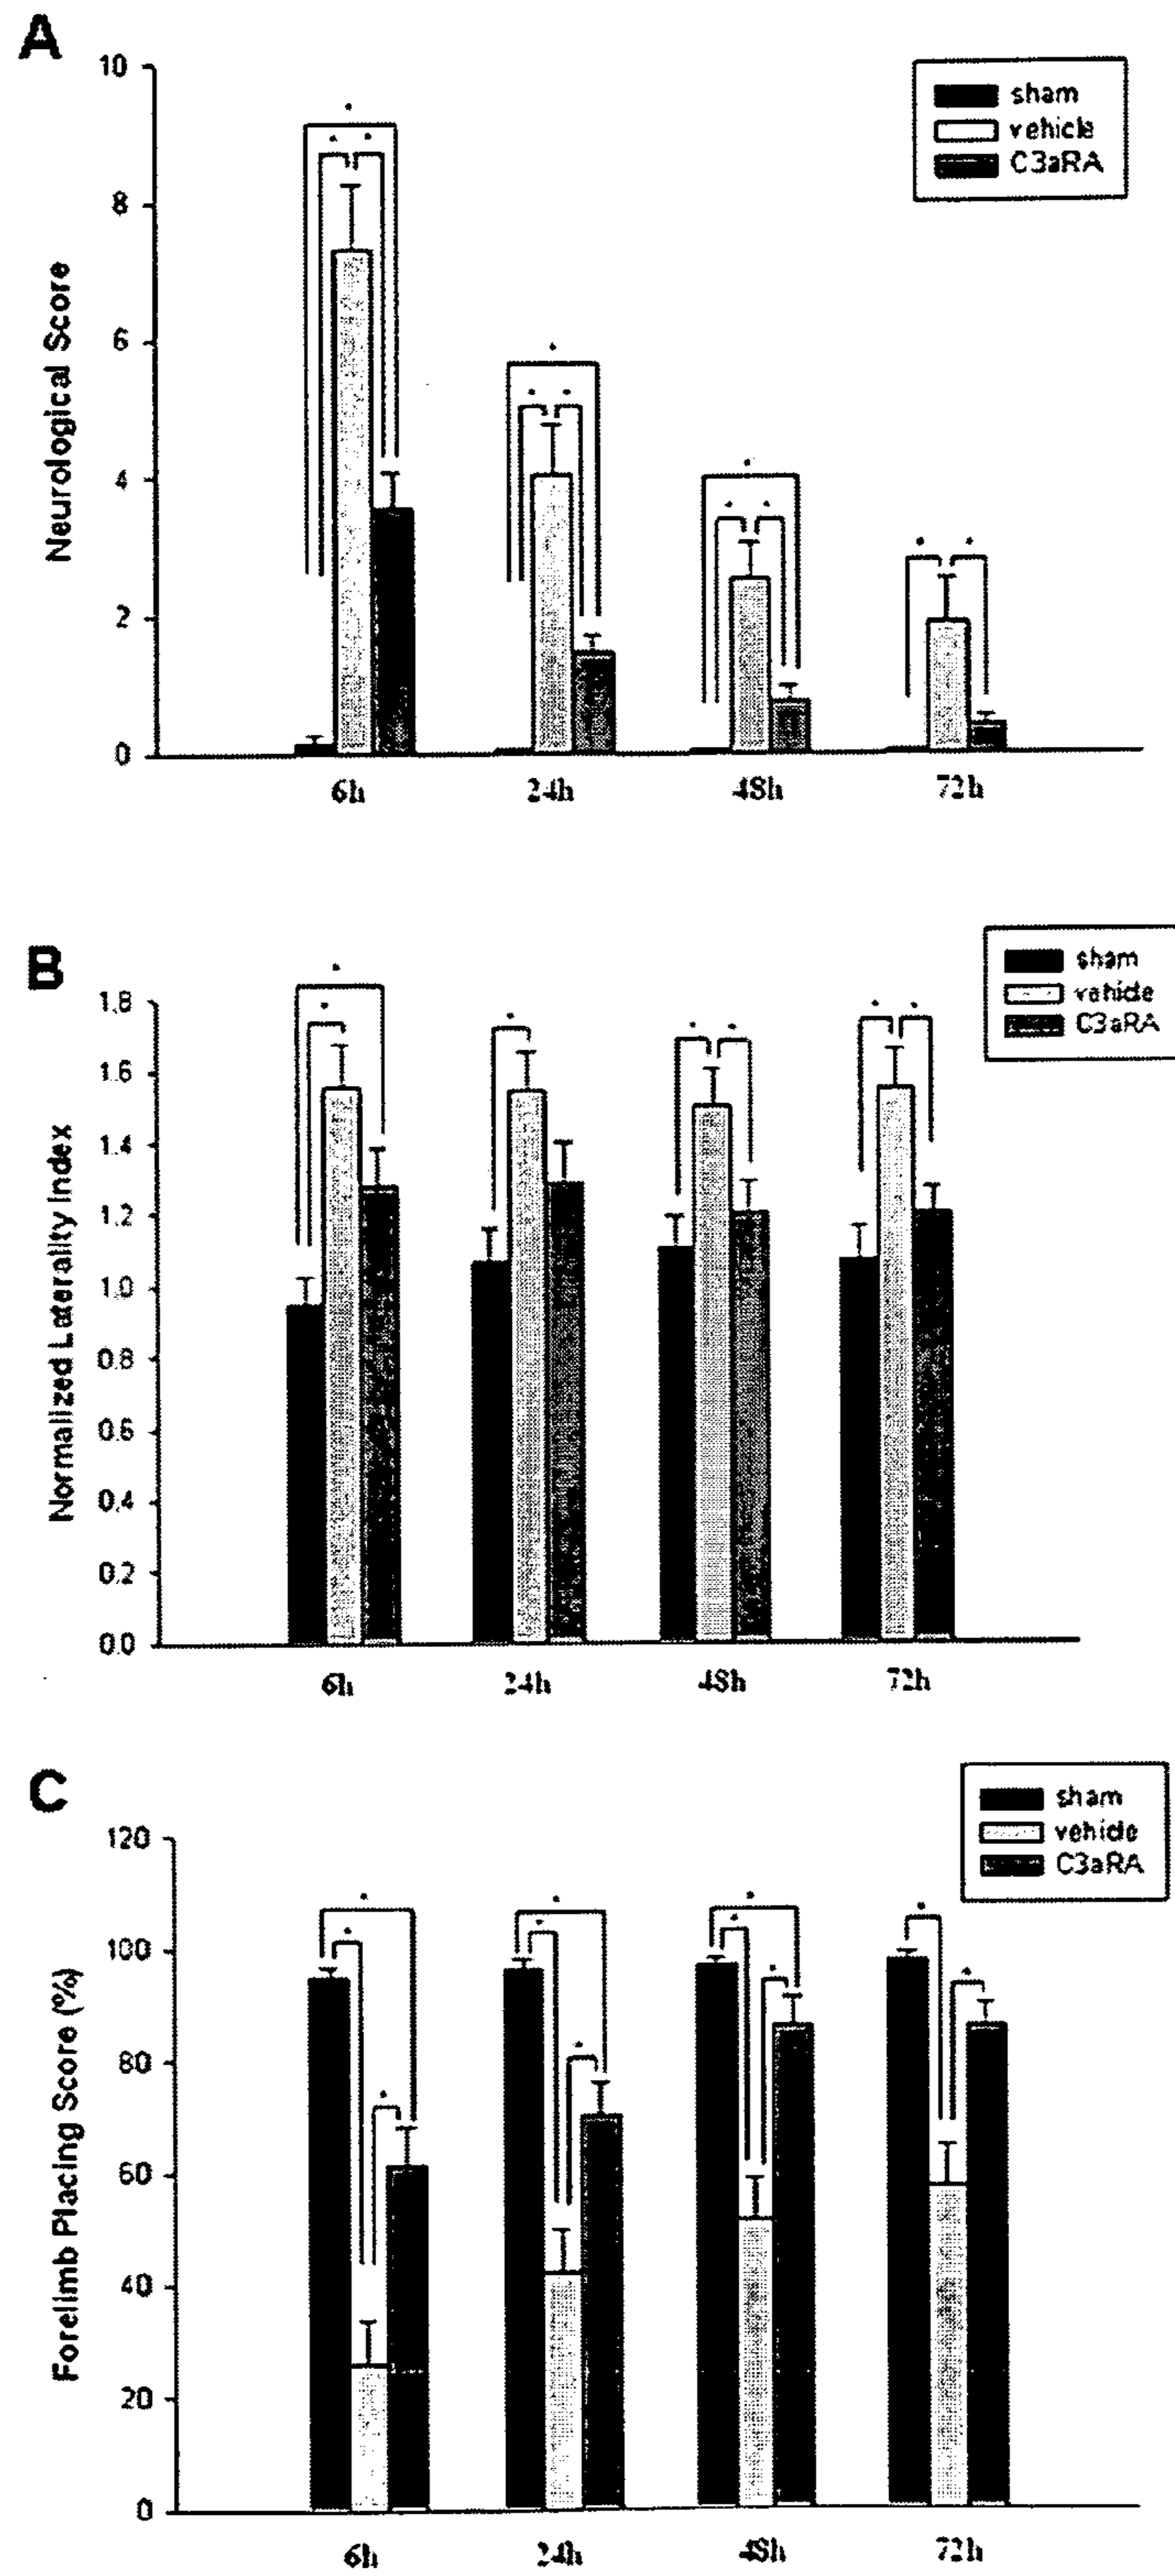 A
10
8
6
4
2
0
Neurological Score
sham
vehicle
C3aRA
6h 24h 48h 72h
B
1.8
1.6
1.4
1.2
1.0
0.8
0.6
0.4
0.2
0.0
Normalized Laterality Index
sham
vehicle
C3aRA
6h 24h 48h 72h
C
120
100
80
60
40
20
0
Forelimb Placing Score (%)
sham
vehicle
C3aRA
6h 24h 48h 72h